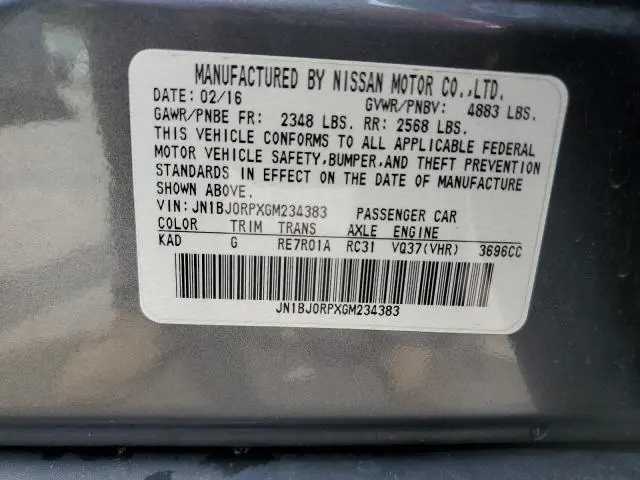 MANUFACTURED BY NISSAN MOTOR CO.,LTD.
DATE: 02/16 GVWR/PNBV: 4883 LBS.
GAWR/PNBE FR: 2348 LBS. RR: 2568 LBS.
THIS VEHICLE CONFORMS TO ALL APPLICABLE FEDERAL
MOTOR VEHICLE SAFETY,BUMPER,AND THEFT PREVENTION
STANDARDS IN EFFECT ON THE DATE OF MANUFACTURE
SHOWN ABOVE.
VIN: JN1BJ0RPXGM234383 PASSENGER CAR
COLOR TRIM TRANS AXLE ENGINE
KAD G RE7R01A RC31 VQ37(VHR) 3696CC
JN1BJ0RPXGM234383